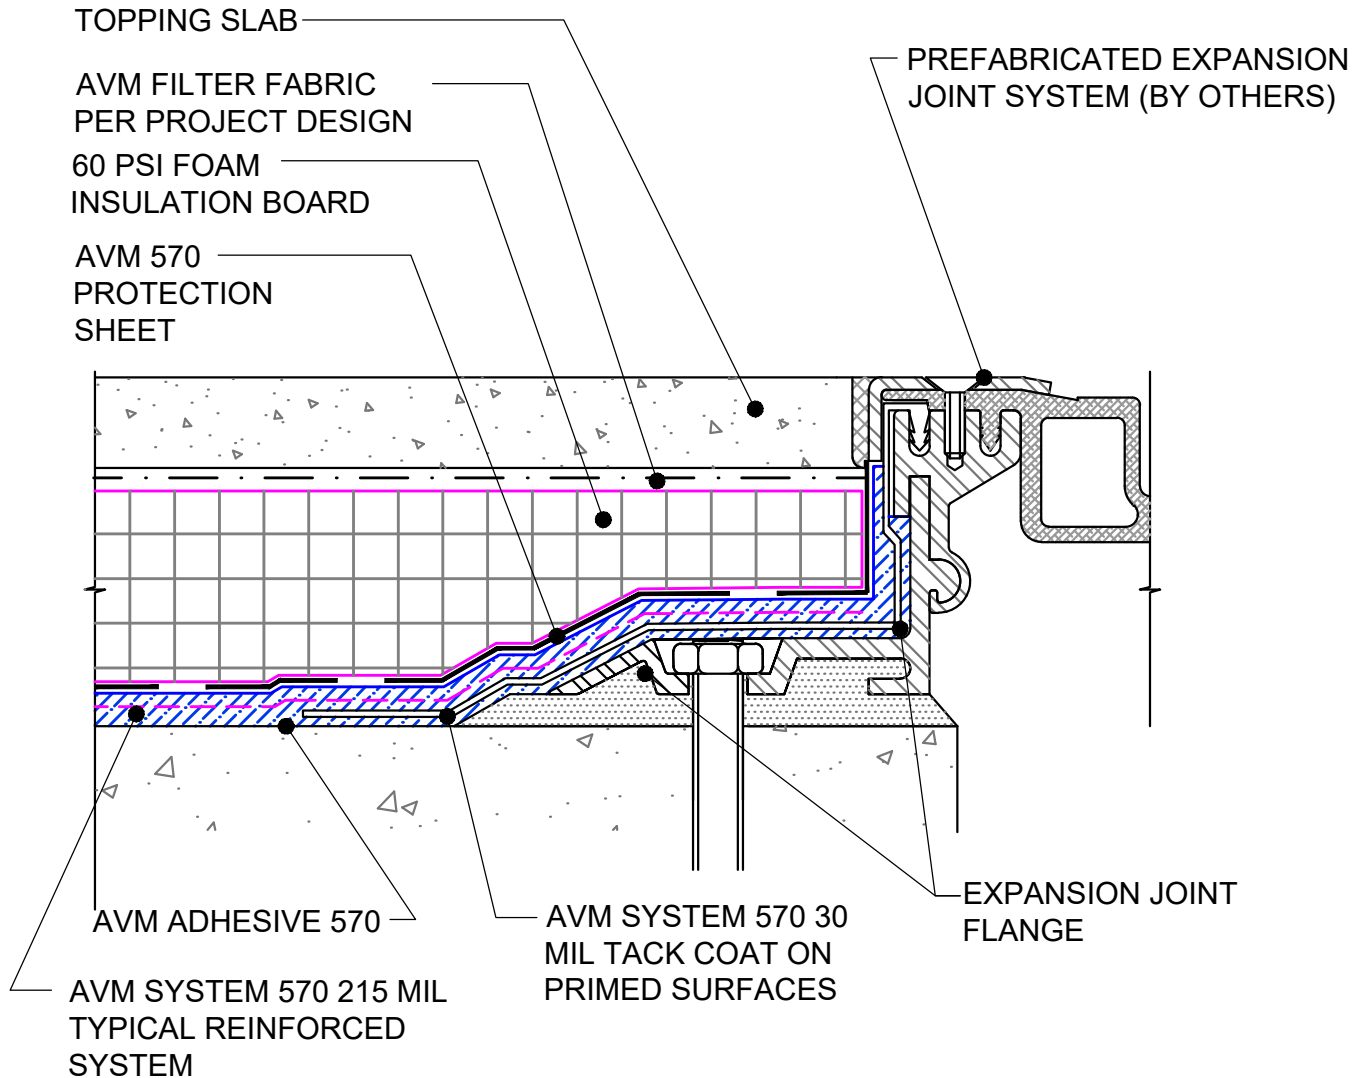 TOPPING SLAB
AVM FILTER FABRIC
PER PROJECT DESIGN
60 PSI FOAM
INSULATION BOARD
AVM 570
PROTECTION
SHEET
PREFABRICATED EXPANSION
JOINT SYSTEM (BY OTHERS)
AVM ADHESIVE 570
AVM SYSTEM 570 215 MIL
TYPICAL REINFORCED
SYSTEM
AVM SYSTEM 570 30
MIL TACK COAT ON
PRIMED SURFACES
EXPANSION JOINT
FLANGE